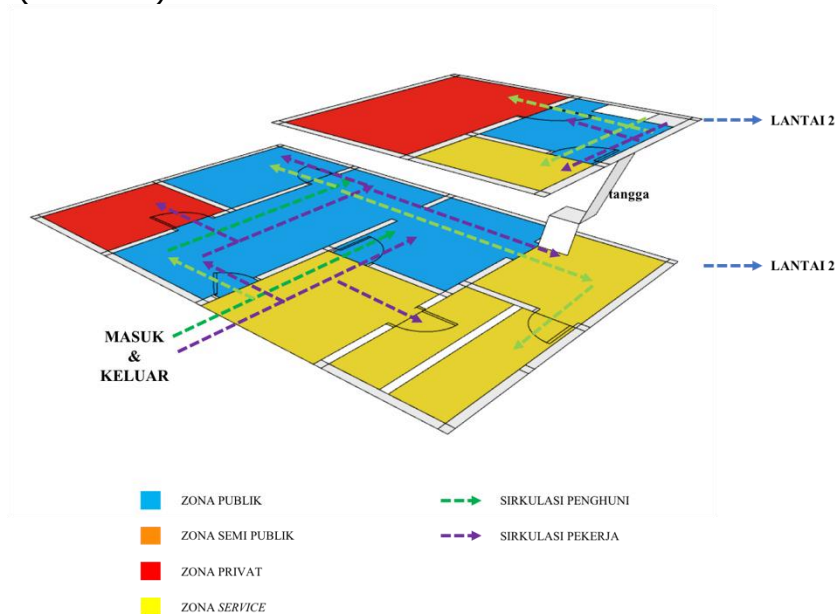 LANTAI 2
tangga
LANTAI 2
MASUK
&
KELUAR
ZONA PUBLIK
SIRKULASI PENGHUNI
ZONA SEMI PUBLIK
SIRKULASI PEKERJA
ZONA PRIVAT
ZONA SERVICE